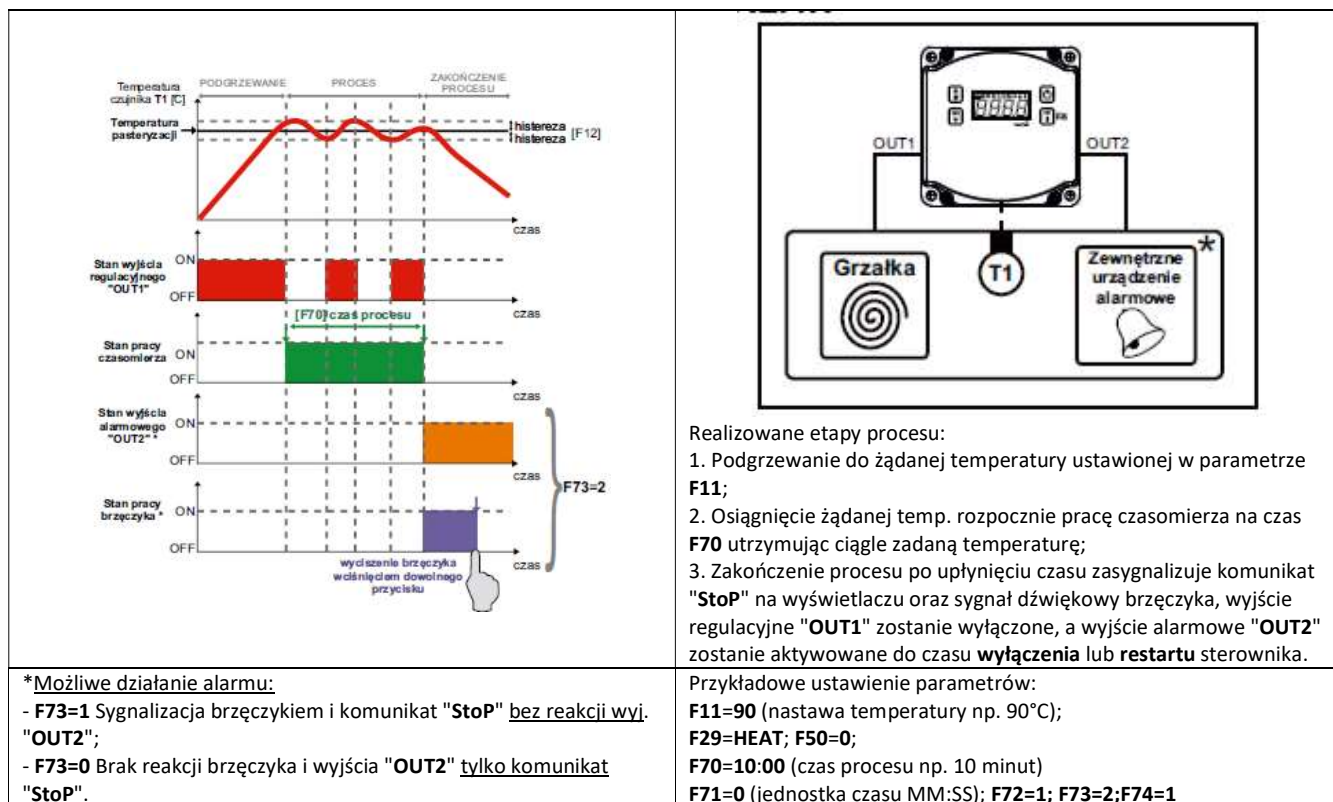 PODGRZEWANIE
PROCES
ZAKOŃCZENIE
PROCESU
Temperatura
czujnika T1 [C]
Temperatura
pasteryzacji
histereza
histereza
[F12]
czas
Stan wyjścia
regulacyjnego
"OUT1"
ON
OFF
czas
[F70] czas procesu
Stan pracy
czasomierza
ON
OFF
czas
Stan wyjścia
alarmowego
"OUT2" *
ON
OFF
czas
F73=2
Stan pracy
brzęczyka *
ON
OFF
czas
wyciszenie brzęczyka
wciśnięciem dowolnego
przycisku
OUT1
OUT2
8888
Grzałka
T1
Zewnętrzne
urządzenie
alarmowe
*
Realizowane etapy procesu:
1. Podgrzewanie do żądanej temperatury ustawionej w parametrze
F11;
2. Osiągnięcie żądanej temp. rozpocznie pracę czasomierza na czas
F70 utrzymując ciągle zadaną temperaturę;
3. Zakończenie procesu po upłynięciu czasu zasygnalizuje komunikat
"StoP" na wyświetlaczu oraz sygnał dźwiękowy brzęczyka, wyjście
regulacyjne "OUT1" zostanie wyłączone, a wyjście alarmowe "OUT2"
zostanie aktywowane do czasu wyłączenia lub restartu sterownika.
*Możliwe działanie alarmu:
- F73=1 Sygnalizacja brzęczykiem i komunikat "StoP" bez reakcji wyj.
"OUT2";
- F73=0 Brak reakcji brzęczyka i wyjścia "OUT2" tylko komunikat
"StoP".
Przykładowe ustawienie parametrów:
F11=90 (nastawa temperatury np. 90°C);
F29=HEAT; F50=0;
F70=10:00 (czas procesu np. 10 minut)
F71=0 (jednostka czasu MM:SS); F72=1; F73=2;F74=1